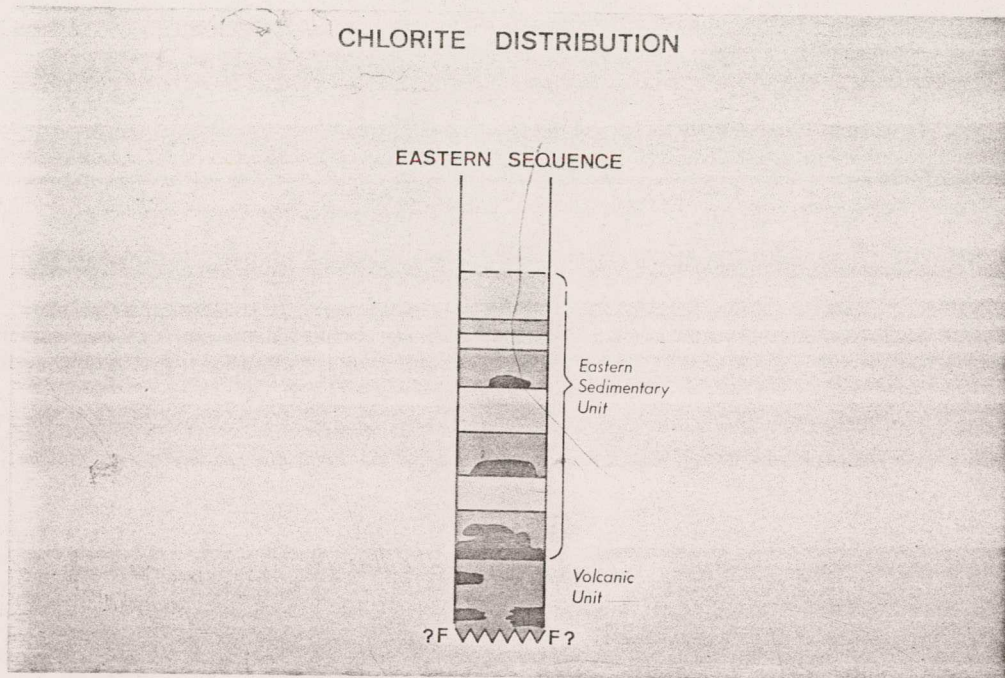 CHLORITE DISTRIBUTION
EASTERN SEQUENCE
Eastern
Sedimentary
Unit
Volcanic
Unit
?F F?